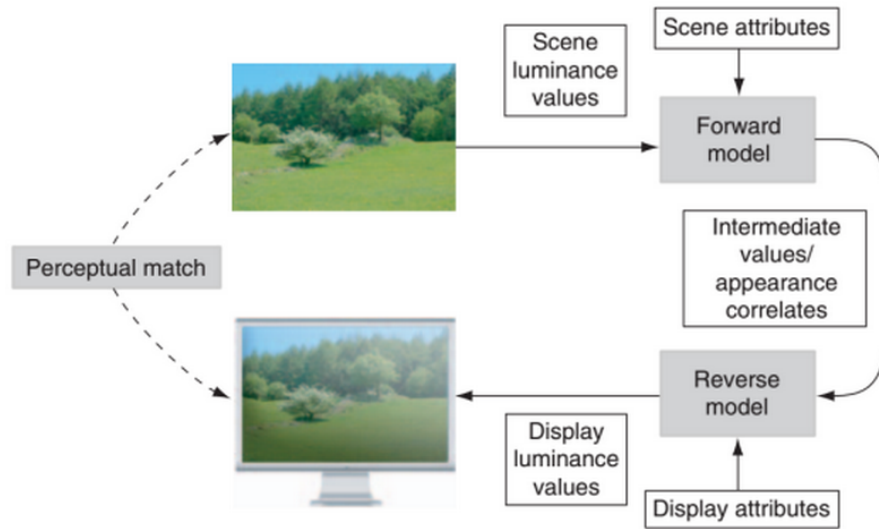 Scene
luminance
values
Scene attributes
Forward
model
Perceptual match
Intermediate
values/
appearance
correlates
Reverse
model
Display
luminance
values
Display attributes